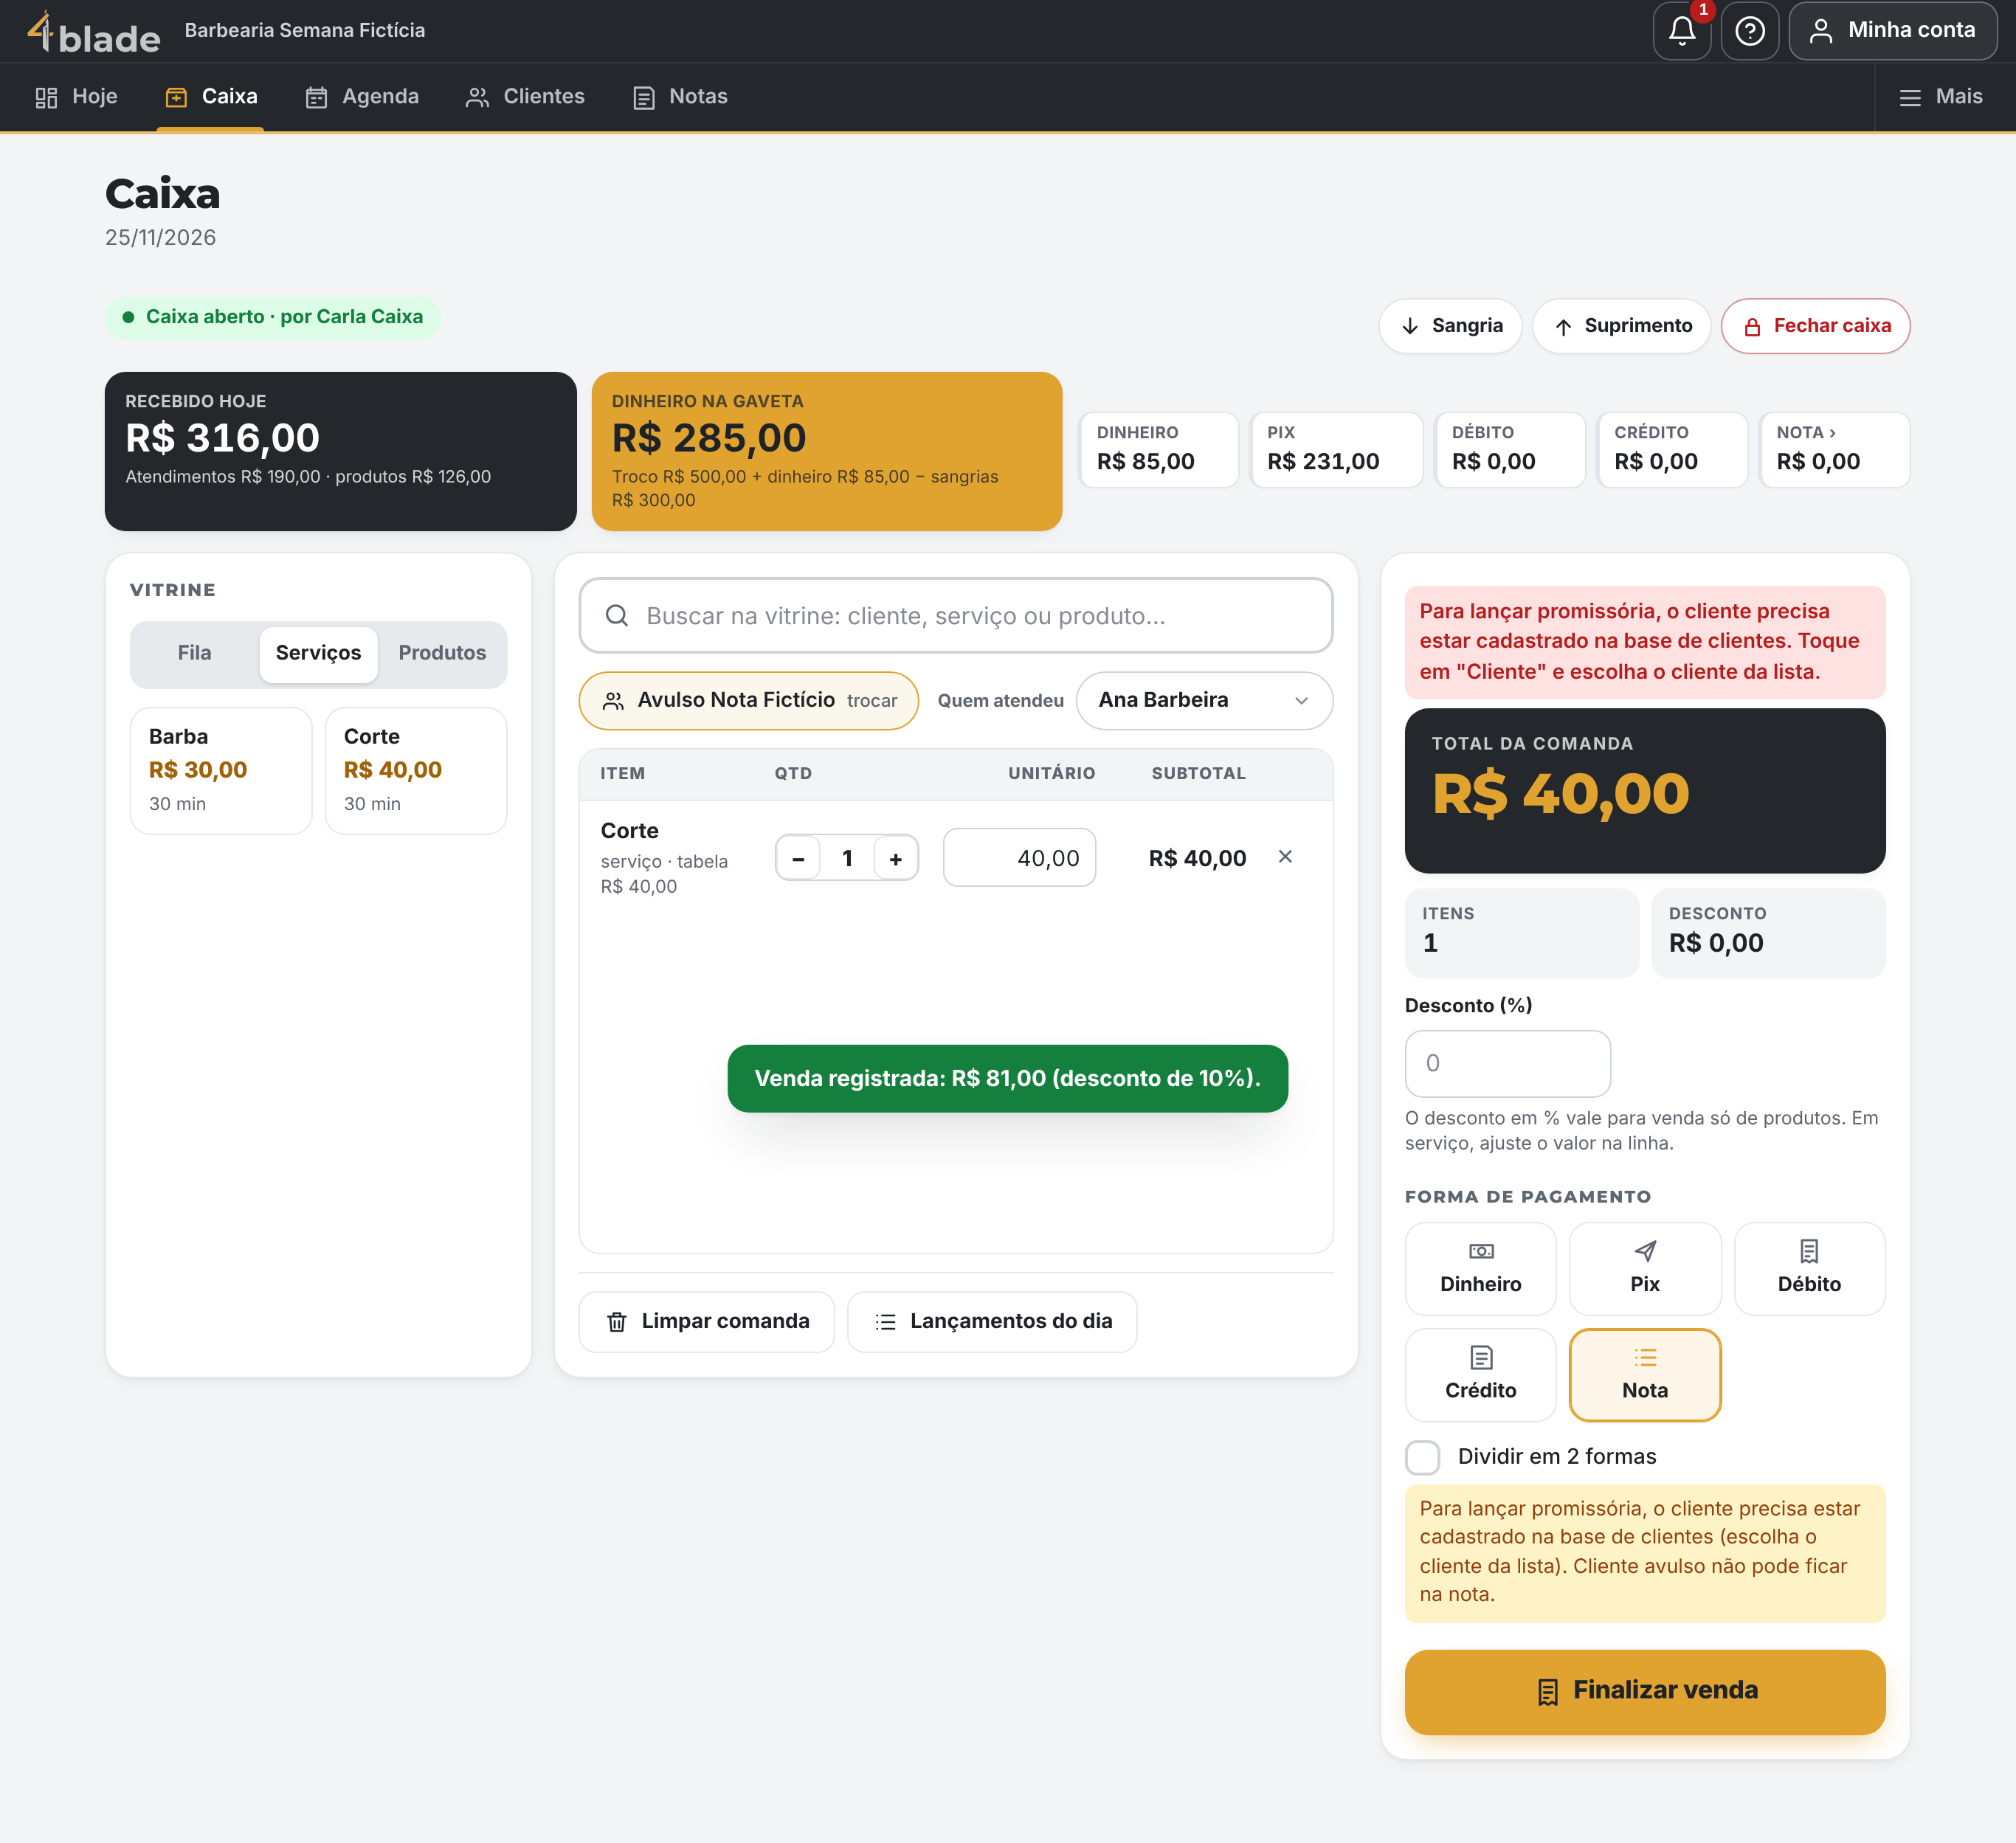 4blade
Barbearia Semana Fictícia
1
Minha conta
Hoje
Caixa
Agenda
Clientes
Notas
Mais
Caixa
25/11/2026
Caixa aberto · por Carla Caixa
Sangria
Suprimento
Fechar caixa
RECEBIDO HOJE
R$ 316,00
Atendimentos R$ 190,00 · produtos R$ 126,00
DINHEIRO NA GAVETA
R$ 285,00
Troco R$ 500,00 + dinheiro R$ 85,00 − sangrias
R$ 300,00
DINHEIRO
R$ 85,00
PIX
R$ 231,00
DÉBITO
R$ 0,00
CRÉDITO
R$ 0,00
NOTA ›
R$ 0,00
VITRINE
Fila
Serviços
Produtos
Barba
R$ 30,00
30 min
Corte
R$ 40,00
30 min
Buscar na vitrine: cliente, serviço ou produto...
Avulso Nota Fictício trocar
Quem atendeu
Ana Barbeira
ITEM QTD UNITÁRIO SUBTOTAL
Corte
serviço · tabela
R$ 40,00
− 1 +
40,00
R$ 40,00
×
Venda registrada: R$ 81,00 (desconto de 10%).
Limpar comanda
Lançamentos do dia
Para lançar promissória, o cliente precisa
estar cadastrado na base de clientes. Toque
em "Cliente" e escolha o cliente da lista.
TOTAL DA COMANDA
R$ 40,00
ITENS
1
DESCONTO
R$ 0,00
Desconto (%)
0
O desconto em % vale para venda só de produtos. Em
serviço, ajuste o valor na linha.
FORMA DE PAGAMENTO
Dinheiro
Pix
Débito
Crédito
Nota
Dividir em 2 formas
Para lançar promissória, o cliente precisa estar
cadastrado na base de clientes (escolha o
cliente da lista). Cliente avulso não pode ficar
na nota.
Finalizar venda